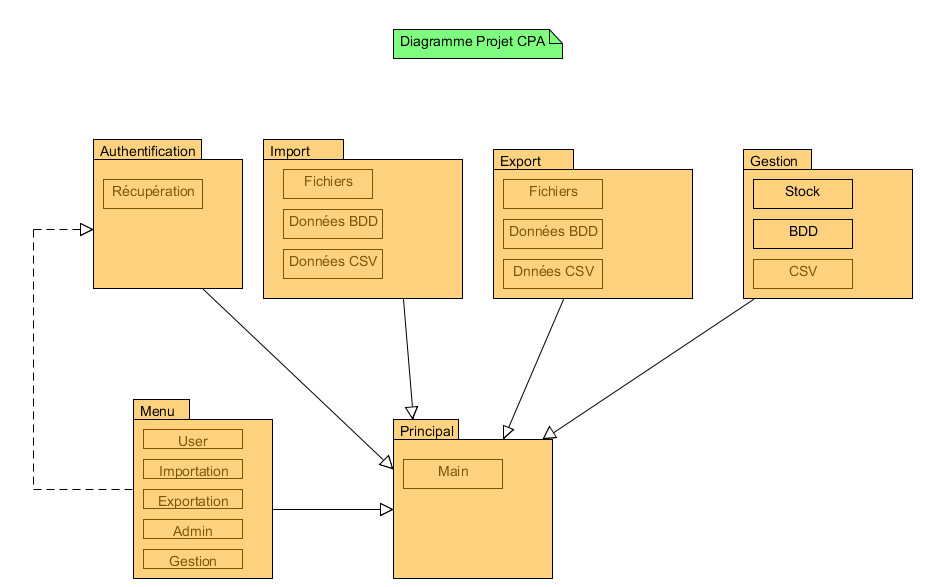 Diagramme Projet CPA
Authentification
Récupération
Import
Fichiers
Données BDD
Données CSV
Export
Fichiers
Données BDD
Dnnées CSV
Gestion
Stock
BDD
CSV
Menu
User
Importation
Exportation
Admin
Gestion
Principal
Main